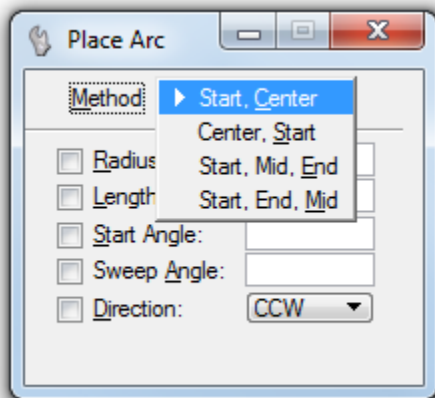 Place Arc
Method
Start, Center
Center, Start
Start, Mid, End
Start, End, Mid
Radius
Length
Start Angle:
Sweep Angle:
Direction: CCW